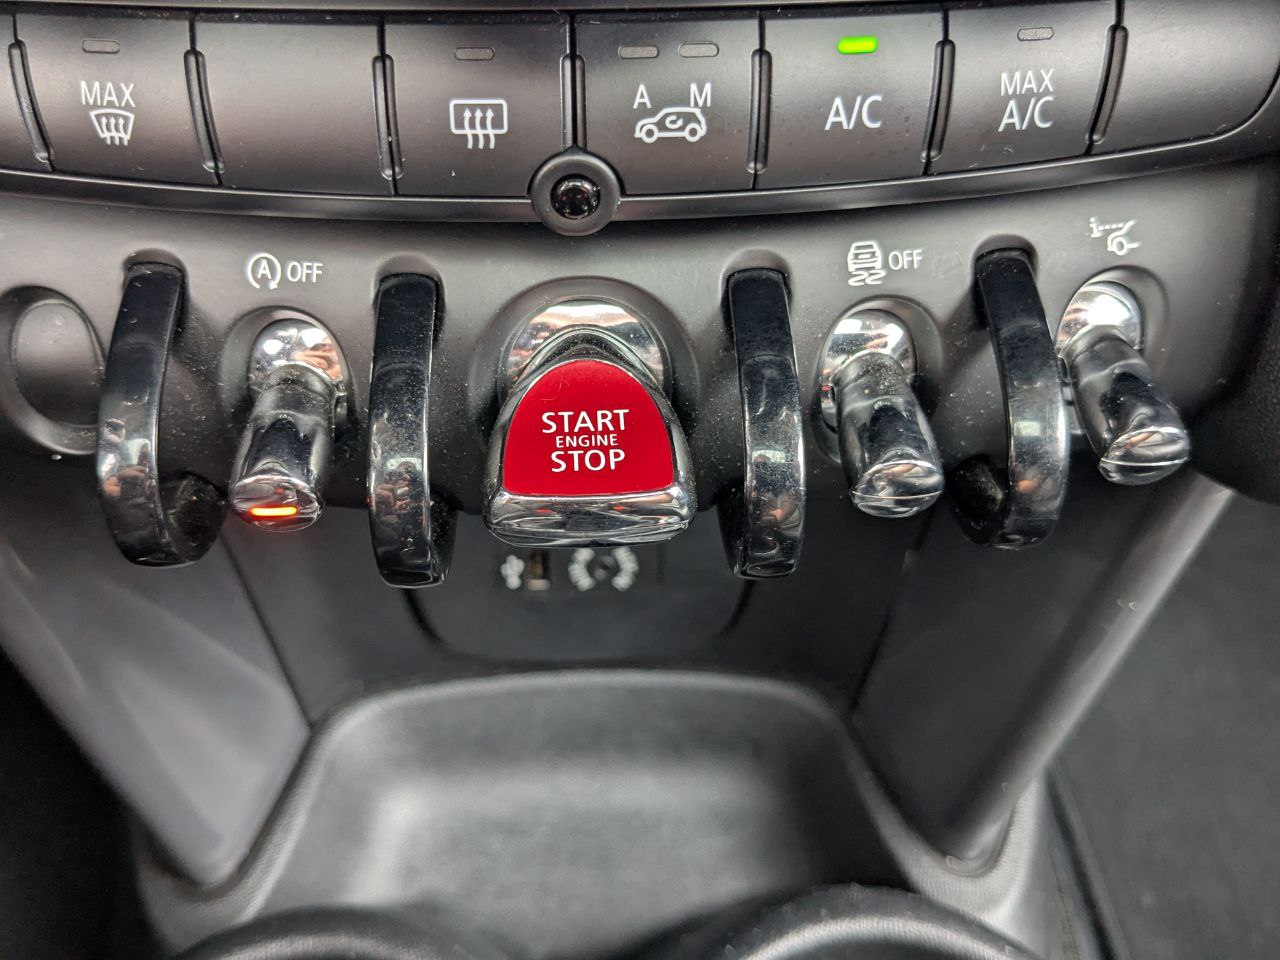 MAX
A M
A/C
MAX
A/C
A OFF
OFF
START
ENGINE
STOP